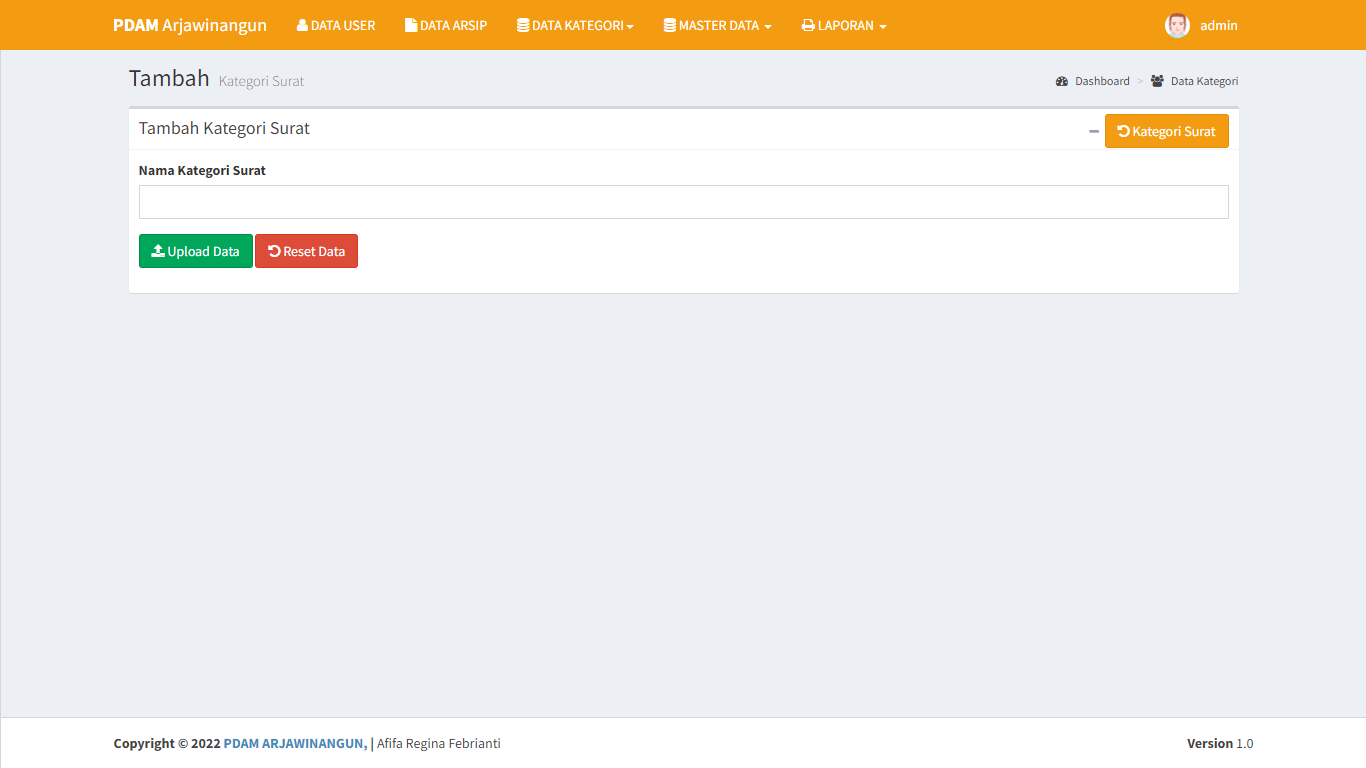 PDAM Arjawinangun DATA USER DATA ARSIP DATA KATEGORI MASTER DATA LAPORAN admin
Tambah Kategori Surat Dashboard > Data Kategori
Tambah Kategori Surat Kategori Surat
Nama Kategori Surat
Upload Data Reset Data
Copyright © 2022 PDAM ARJAWINANGUN, | Afifa Regina Febrianti Version 1.0